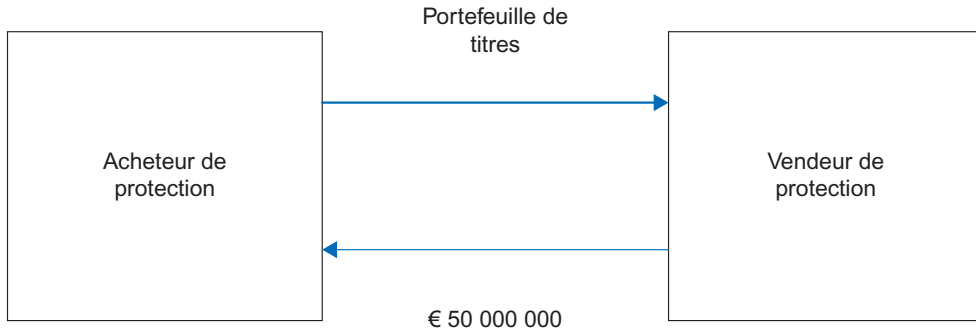 Portefeuille de
titres
Acheteur de
protection
Vendeur de
protection
€ 50 000 000